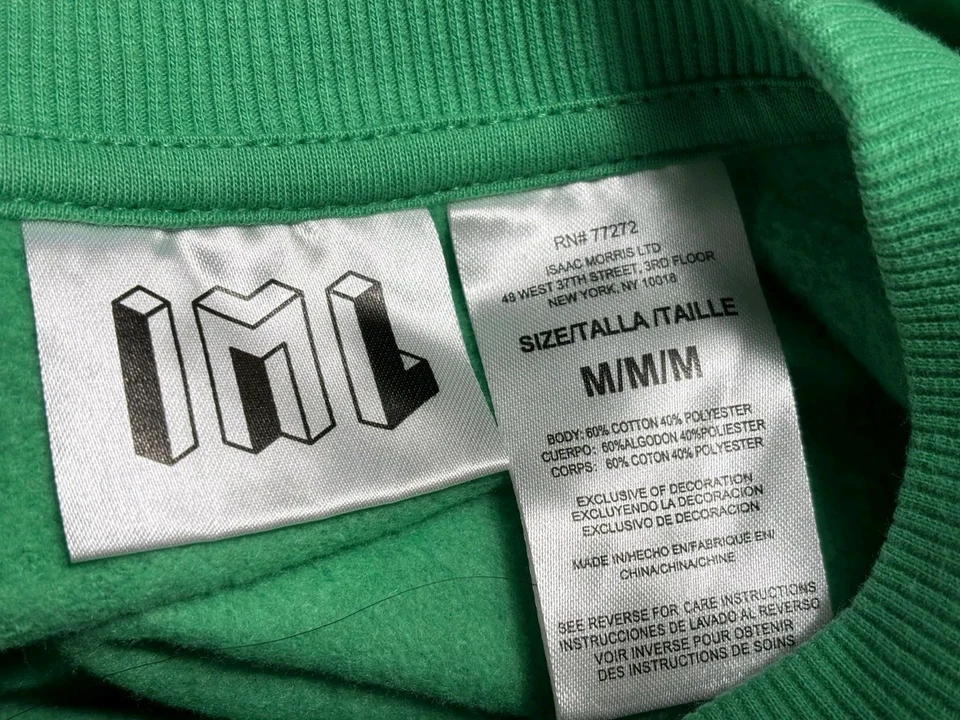 IML
RN# 77272
ISAAC MORRIS LTD
48 WEST 37TH STREET, 3RD FLOOR
NEW YORK, NY 10018
SIZE/TALLA /TAILLE
M/M/M
BODY: 60% COTTON 40% POLYESTER
CUERPO: 60%ALGODON 40%POLIESTER
CORPS: 60% COTON 40% POLYESTER
EXCLUSIVE OF DECORATION
EXCLUYENDO LA DECORACION
EXCLUSIVO DE DECORACION
MADE IN/HECHO EN/FABRIQUE EN/
CHINA/CHINA/CHINE
SEE REVERSE FOR CARE INSTRUCTIONS
INSTRUCCIONES DE LAVADO AL REVERSO
VOIR INVERSE POUR OBTENIR
DES INSTRUCTIONS DE SOINS